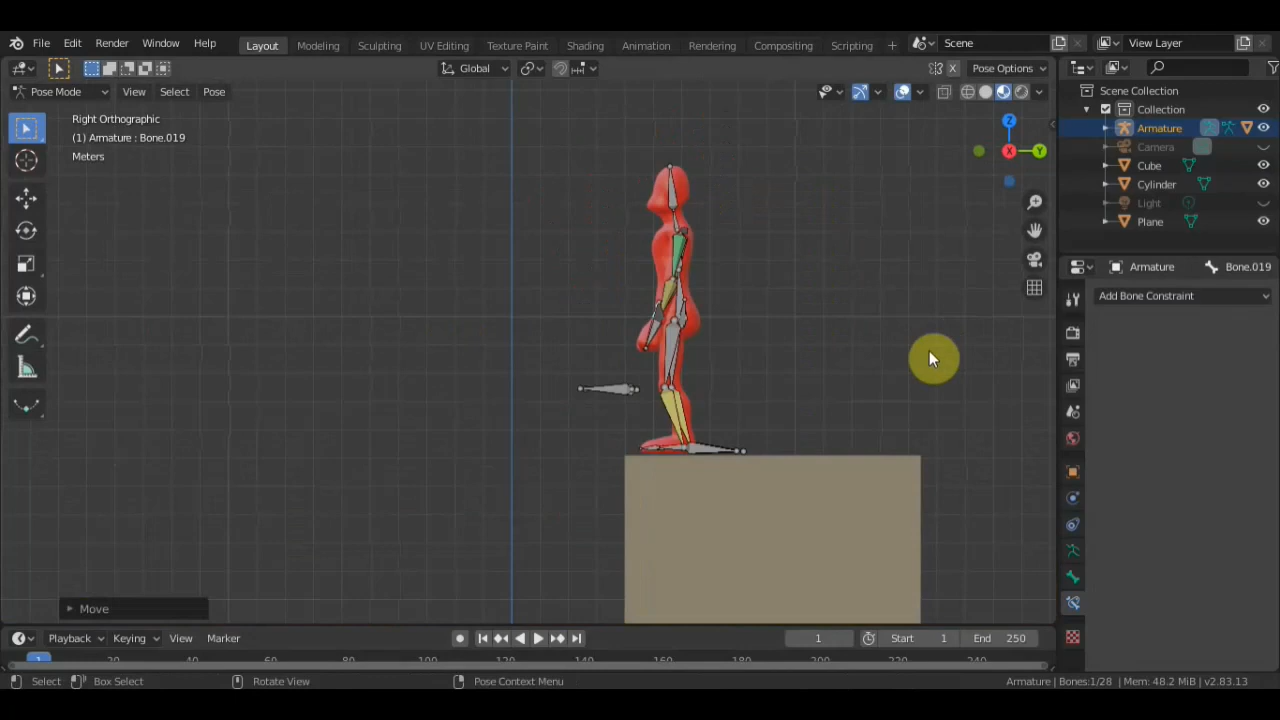 File Edit Render Window Help Layout Modeling Sculpting UV Editing Texture Paint Shading Animation Rendering Compositing Scripting + Scene View Layer
Global Pose Options
Pose Mode View Select Pose
Right Orthographic
(1) Armature : Bone.019
Meters
Z
X
Y
Scene Collection
Collection
Armature
Camera
Cube
Cylinder
Light
Plane
Armature Bone.019
Add Bone Constraint
Move
Playback Keying View Marker 1 Start 1 End 250
1 20 40 60 80 100 120 140 160 180 200 220 240
Select Box Select Rotate View Pose Context Menu Armature | Bones:1/28 | Mem: 48.2 MiB | v2.83.13